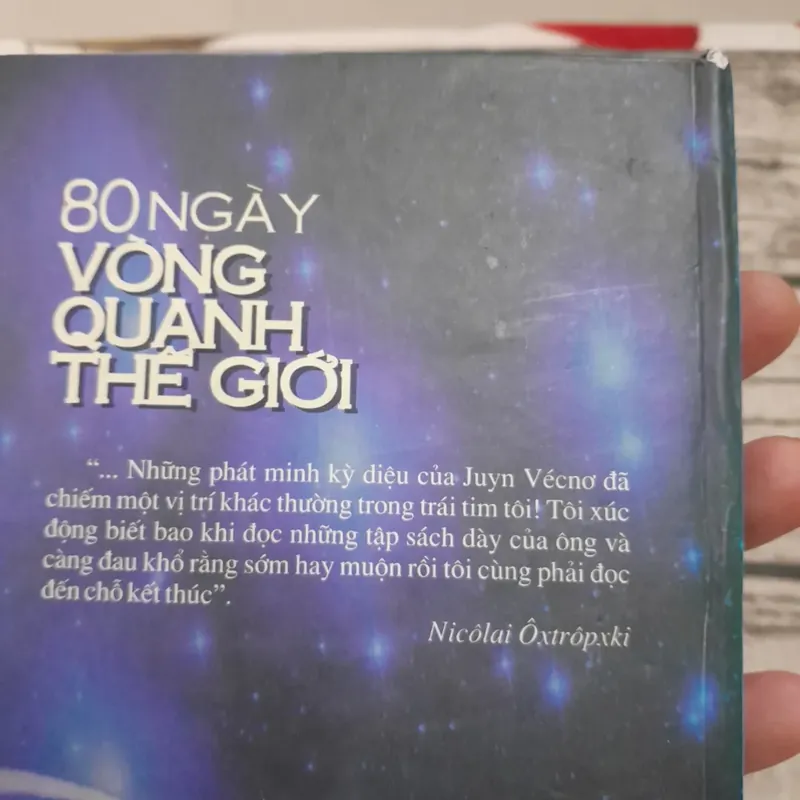 80 NGÀY
VÒNG
QUANH
THẾ GIỚI
“... Những phát minh kỳ diệu của Juyn Vécnơ đã
chiếm một vị trí khác thường trong trái tim tôi! Tôi xúc
động biết bao khi đọc những tập sách dày của ông và
càng đau khổ rằng sớm hay muộn rồi tôi cùng phải đọc
đến chỗ kết thúc”.
Nicôlai Ôxtrôpxki